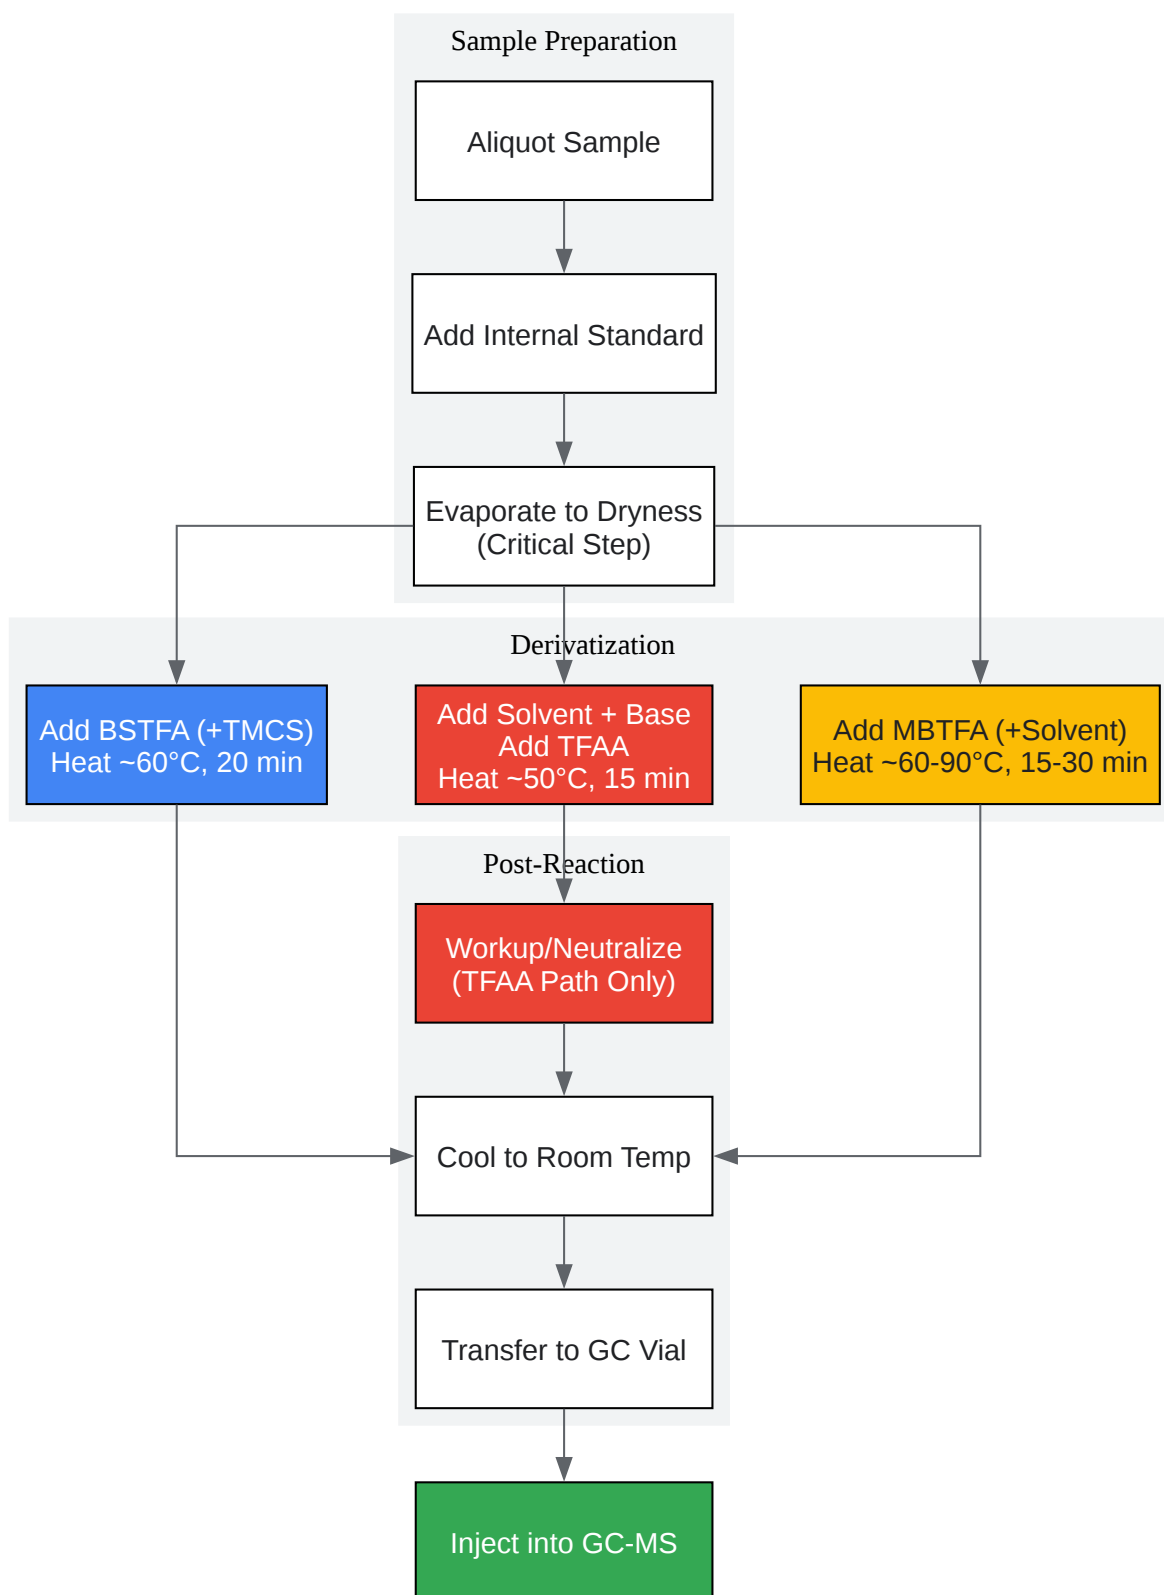 Sample Preparation
Aliquot Sample
Add Internal Standard
Evaporate to Dryness
(Critical Step)
Derivatization
Add BSTFA (+TMCS)
Heat ~60°C, 20 min
Add Solvent + Base
Add TFAA
Heat ~50°C, 15 min
Add MBTFA (+Solvent)
Heat ~60-90°C, 15-30 min
Post-Reaction
Workup/Neutralize
(TFAA Path Only)
Cool to Room Temp
Transfer to GC Vial
Inject into GC-MS